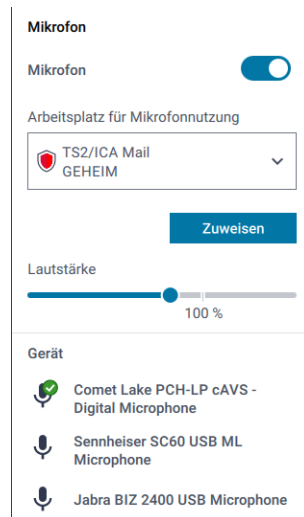 Mikrofon
Mikrofon
Arbeitsplatz für Mikrofonnutzung
TS2/ICA Mail
GEHEIM
Zuweisen
Lautstärke
100 %
Gerät
Comet Lake PCH-LP cAVS -
Digital Microphone
Sennheiser SC60 USB ML
Microphone
Jabra BIZ 2400 USB Microphone